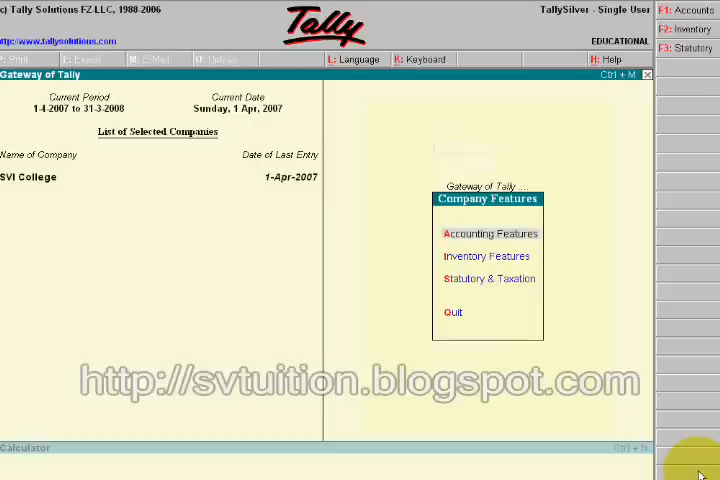 c) Tally Solutions FZ-LLC, 1988-2006
http://www.tallysolutions.com
Tally
TallySilver - Single User
EDUCATIONAL
P: Print
E: Export
M: E-Mail
O: Upload
L: Language
K: Keyboard
H: Help
F1: Accounts
F2: Inventory
F3: Statutory
Gateway of Tally
Ctrl + M
Current Period
Current Date
1-4-2007 to 31-3-2008
Sunday, 1 Apr, 2007
List of Selected Companies
Name of Company
Date of Last Entry
SVI College
1-Apr-2007
Gateway of Tally ....
Company Features
Accounting Features
Inventory Features
Statutory & Taxation
Quit
http://svtuition.blogspot.com
Calculator
Ctrl + N